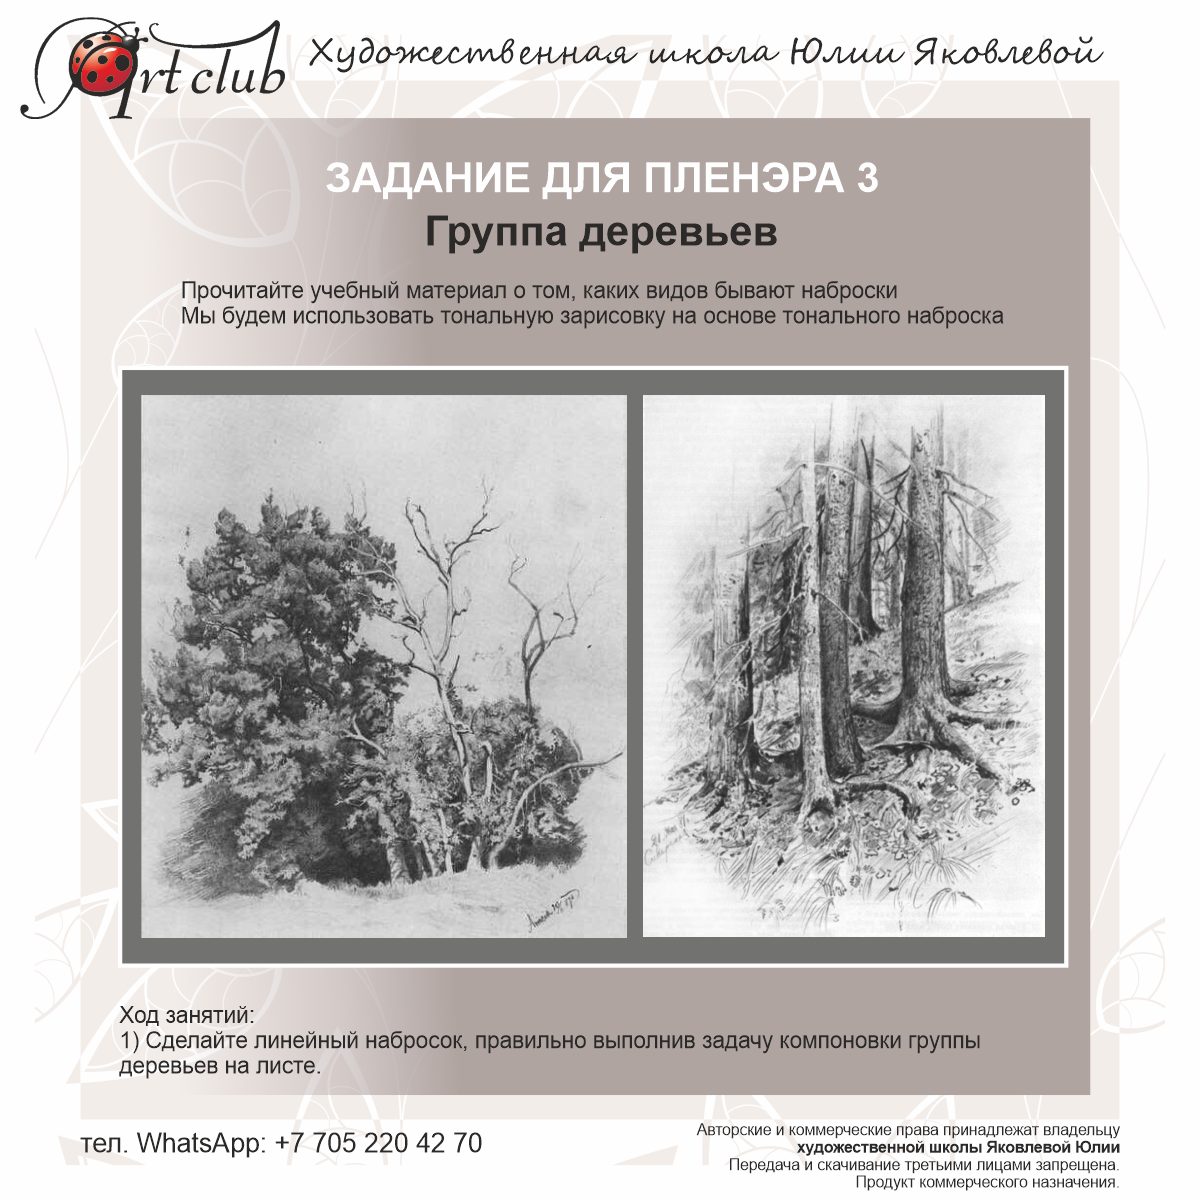 Art club
Художественная школа Юлии Яковлевой
ЗАДАНИЕ ДЛЯ ПЛЕНЭРА 3
Группа деревьев
Прочитайте учебный материал о том, каких видов бывают наброски
Мы будем использовать тональную зарисовку на основе тонального наброска
Ход занятий:
1) Сделайте линейный набросок, правильно выполнив задачу компоновки группы
деревьев на листе.
тел. WhatsApp: +7 705 220 42 70
Авторские и коммерческие права принадлежат владельцу
художественной школы Яковлевой Юлии
Передача и скачивание третьими лицами запрещена.
Продукт коммерческого назначения.